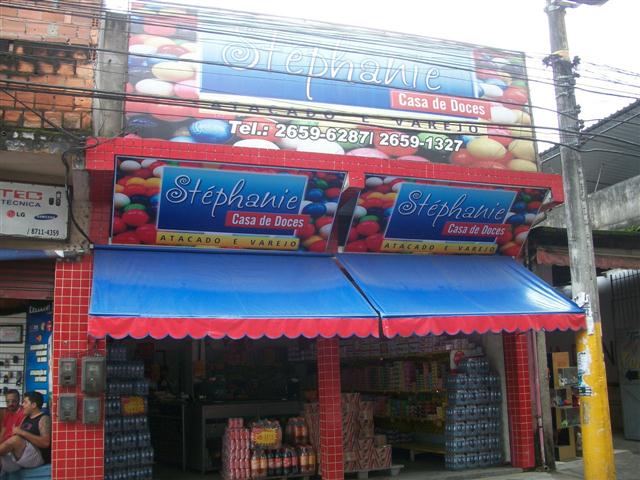 Stéphanie
Casa de Doces
ATACADO E VAREJO
Tel.: 2659-6287/ 2659-1327
Stéphanie
Casa de Doces
ATACADO E VAREJO
Stéphanie
Casa de Doces
ATACADO E VAREJO
TEC
TÉCNICA
LG
SAMSUNG
/ 8711-4359